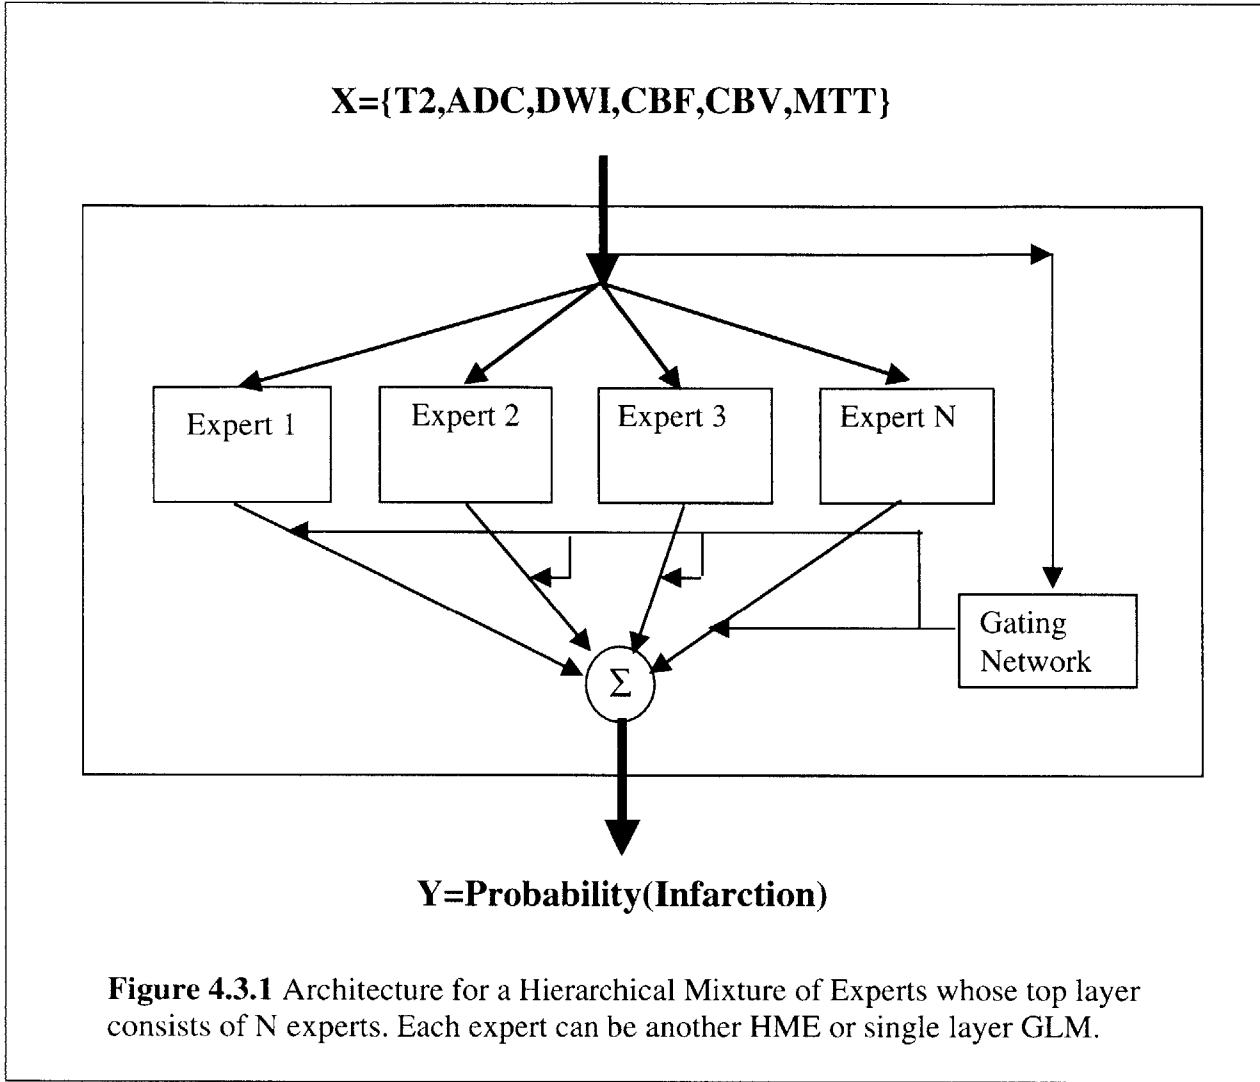 X={T2,ADC,DWI,CBF,CBV,MTT}
Expert 1
Expert 2
Expert 3
Expert N
Gating
Network
Σ
Y=Probability(Infarction)
Figure 4.3.1 Architecture for a Hierarchical Mixture of Experts whose top layer
consists of N experts. Each expert can be another HME or single layer GLM.